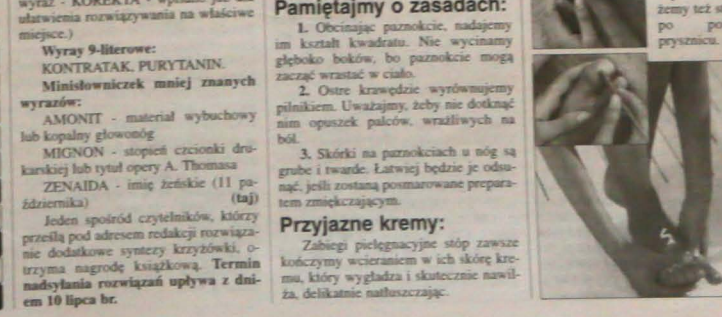 wyraz - KOREKTA -
ułatwienia rozwiązywania na właściwe
miejsce.)
Wyrazy 9-literowe:
KONTRATAK, PURYTANIN.
Minisłowniczek mniej znanych
wyrazów:
AMONIT - materiał wybuchowy
lub kopalny głowonóg
MIGNON - stopień czcionki dru-
karskiej lub tytuł opery A. Thomasa
ZENAIDA - imię żeńskie (11 pa-
ździernika) (taj)
Jeden spośród czytelników, którzy
prześlą pod adresem redakcji rozwiąza-
nie dodatkowe syntezy krzyżówki, o-
trzyma nagrodę książkową. Termin
nadsyłania rozwiązań upływa z dni-
em 10 lipca br.
Pamiętajmy o zasadach:
1. Obcinając paznokcie, nadajemy
im kształt kwadratu. Nie wycinamy
głęboko boków, bo paznokcie mogą
zacząć wrastać w ciało.
2. Ostre krawędzie wyrównujemy
pilnikiem. Uważajmy, żeby nie dotknąć
nim opuszek palców, wrażliwych na
ból.
3. Skórki na paznokciach u nóg są
grube i twarde. Łatwiej będzie je odsu-
nąć, jeśli zostaną posmarowane prepara-
tem zmiękczającym.
Przyjazne kremy:
Zabiegi pielęgnacyjne stóp zawsze
kończymy wcieraniem w ich skórę kre-
mu, który wygładza i skutecznie nawil-
ża, delikatnie natłuszczając.
żemy też
po
prysznicu.
5